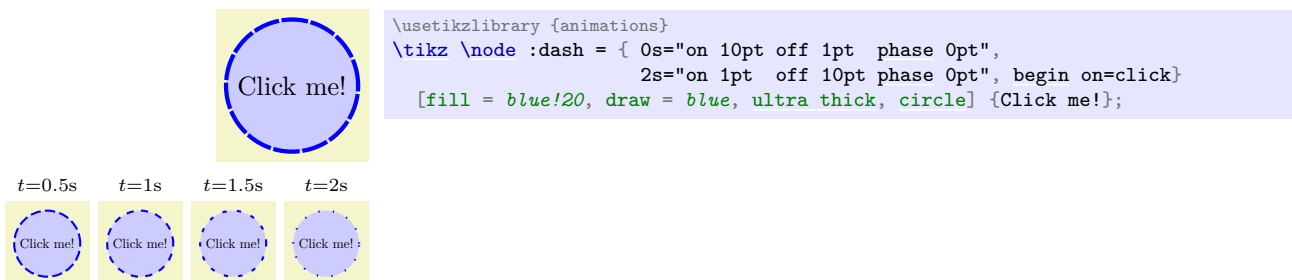 Click me!
\usetikzlibrary {animations}
\tikz \node :dash = { 0s="on 10pt off 1pt  phase 0pt",
                      2s="on 1pt  off 10pt phase 0pt", begin on=click}
  [fill = blue!20, draw = blue, ultra thick, circle] {Click me!};
t=0.5s t=1s t=1.5s t=2s
Click me! Click me! Click me! Click me!